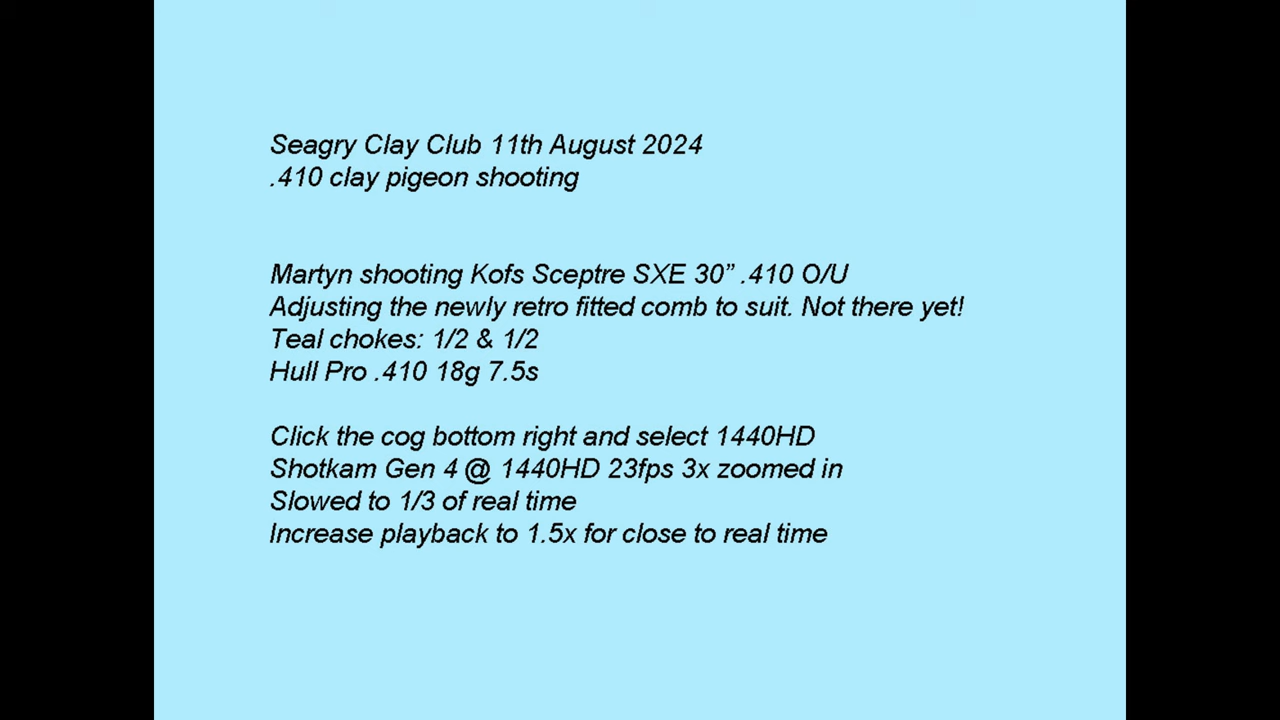 Seagry Clay Club 11th August 2024
.410 clay pigeon shooting
Martyn shooting Kofs Sceptre SXE 30” .410 O/U
Adjusting the newly retro fitted comb to suit. Not there yet!
Teal chokes: 1/2 & 1/2
Hull Pro .410 18g 7.5s
Click the cog bottom right and select 1440HD
Shotkam Gen 4 @ 1440HD 23fps 3x zoomed in
Slowed to 1/3 of real time
Increase playback to 1.5x for close to real time